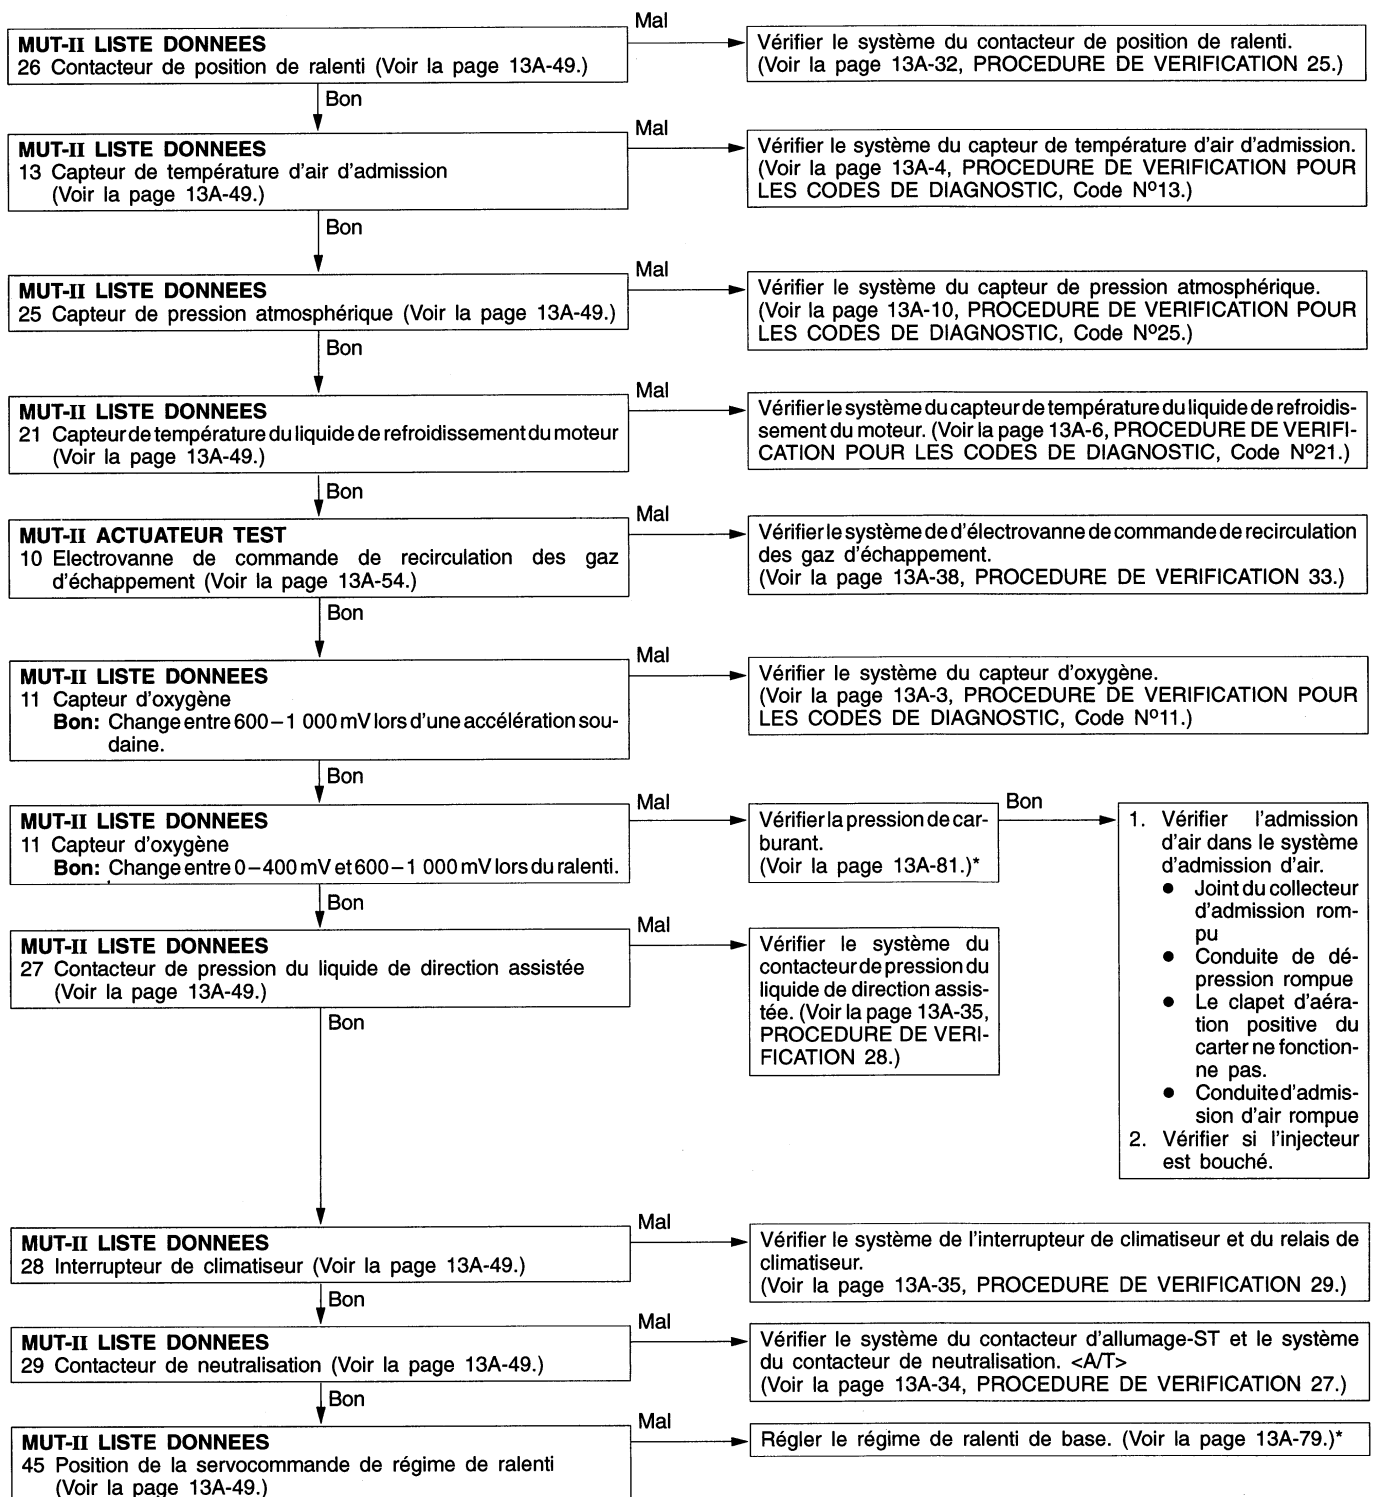 Mal
MUT-II LISTE DONNEES
26 Contacteur de position de ralenti (Voir la page 13A-49.)
Vérifier le système du contacteur de position de ralenti.
(Voir la page 13A-32, PROCEDURE DE VERIFICATION 25.)
Bon
Mal
MUT-II LISTE DONNEES
13 Capteur de température d'air d'admission
(Voir la page 13A-49.)
Vérifier le système du capteur de température d'air d'admission.
(Voir la page 13A-4, PROCEDURE DE VERIFICATION POUR
LES CODES DE DIAGNOSTIC, Code Nº13.)
Bon
Mal
MUT-II LISTE DONNEES
25 Capteur de pression atmosphérique (Voir la page 13A-49.)
Vérifier le système du capteur de pression atmosphérique.
(Voir la page 13A-10, PROCEDURE DE VERIFICATION POUR
LES CODES DE DIAGNOSTIC, Code Nº25.)
Bon
Mal
MUT-II LISTE DONNEES
21 Capteur de température du liquide de refroidissement du moteur
(Voir la page 13A-49.)
Vérifier le système du capteur de température du liquide de refroidis-
sement du moteur. (Voir la page 13A-6, PROCEDURE DE VERIFI-
CATION POUR LES CODES DE DIAGNOSTIC, Code Nº21.)
Bon
Mal
MUT-II ACTUATEUR TEST
10 Electrovanne de commande de recirculation des gaz
d'échappement (Voir la page 13A-54.)
Vérifier le système de d'électrovanne de commande de recirculation
des gaz d'échappement.
(Voir la page 13A-38, PROCEDURE DE VERIFICATION 33.)
Bon
Mal
MUT-II LISTE DONNEES
11 Capteur d'oxygène
Bon: Change entre 600–1 000 mV lors d'une accélération sou-
daine.
Vérifier le système du capteur d'oxygène.
(Voir la page 13A-3, PROCEDURE DE VERIFICATION POUR
LES CODES DE DIAGNOSTIC, Code Nº11.)
Bon
Mal
MUT-II LISTE DONNEES
11 Capteur d'oxygène
Bon: Change entre 0–400 mV et 600–1 000 mV lors du ralenti.
Vérifier la pression de car-
burant.
(Voir la page 13A-81.)*
Bon
1. Vérifier l'admission
d'air dans le système
d'admission d'air.
● Joint du collecteur
d'admission rom-
pu
● Conduite de dé-
pression rompue
● Le clapet d'aéra-
tion positive du
carter ne fonction-
ne pas.
● Conduite d'admis-
sion d'air rompue
2. Vérifier si l'injecteur
est bouché.
Bon
Mal
MUT-II LISTE DONNEES
27 Contacteur de pression du liquide de direction assistée
(Voir la page 13A-49.)
Vérifier le système du
contacteur de pression du
liquide de direction assis-
tée. (Voir la page 13A-35,
PROCEDURE DE VERI-
FICATION 28.)
Bon
Mal
MUT-II LISTE DONNEES
28 Interrupteur de climatiseur (Voir la page 13A-49.)
Vérifier le système de l'interrupteur de climatiseur et du relais de
climatiseur.
(Voir la page 13A-35, PROCEDURE DE VERIFICATION 29.)
Bon
Mal
MUT-II LISTE DONNEES
29 Contacteur de neutralisation (Voir la page 13A-49.)
Vérifier le système du contacteur d'allumage-ST et le système
du contacteur de neutralisation. <A/T>
(Voir la page 13A-34, PROCEDURE DE VERIFICATION 27.)
Bon
Mal
MUT-II LISTE DONNEES
45 Position de la servocommande de régime de ralenti
(Voir la page 13A-49.)
Régler le régime de ralenti de base. (Voir la page 13A-79.)*